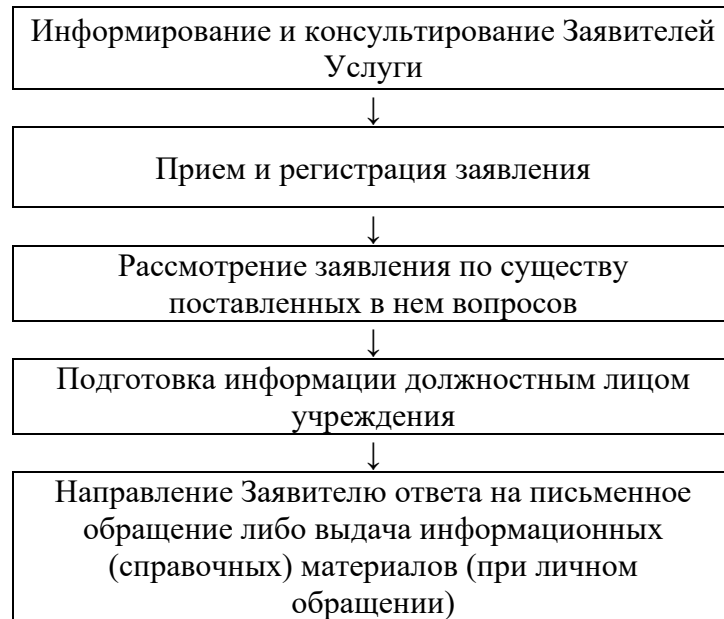 Информирование и консультирование Заявителей
Услуги
↓
Прием и регистрация заявления
↓
Рассмотрение заявления по существу
поставленных в нем вопросов
↓
Подготовка информации должностным лицом
учреждения
↓
Направление Заявителю ответа на письменное
обращение либо выдача информационных
(справочных) материалов (при личном
обращении)